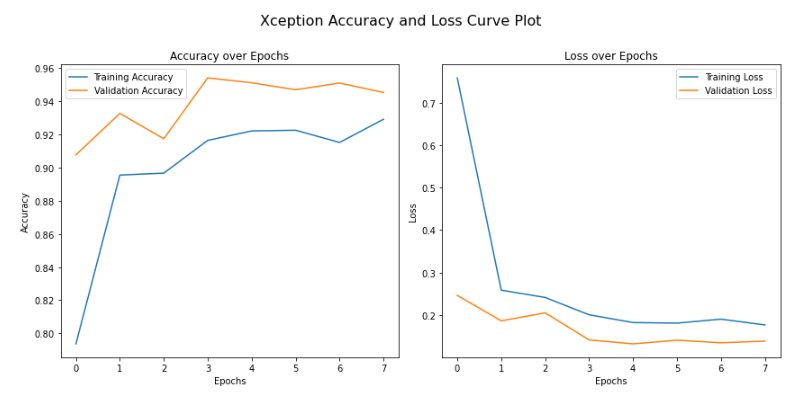 Xception Accuracy and Loss Curve Plot
Accuracy over Epochs
Training Accuracy
Validation Accuracy
0.96
0.94
0.92
0.90
0.88
0.86
0.84
0.82
0.80
Accuracy
0 1 2 3 4 5 6 7
Epochs
Loss over Epochs
Training Loss
Validation Loss
0.7
0.6
0.5
0.4
0.3
0.2
Loss
0 1 2 3 4 5 6 7
Epochs